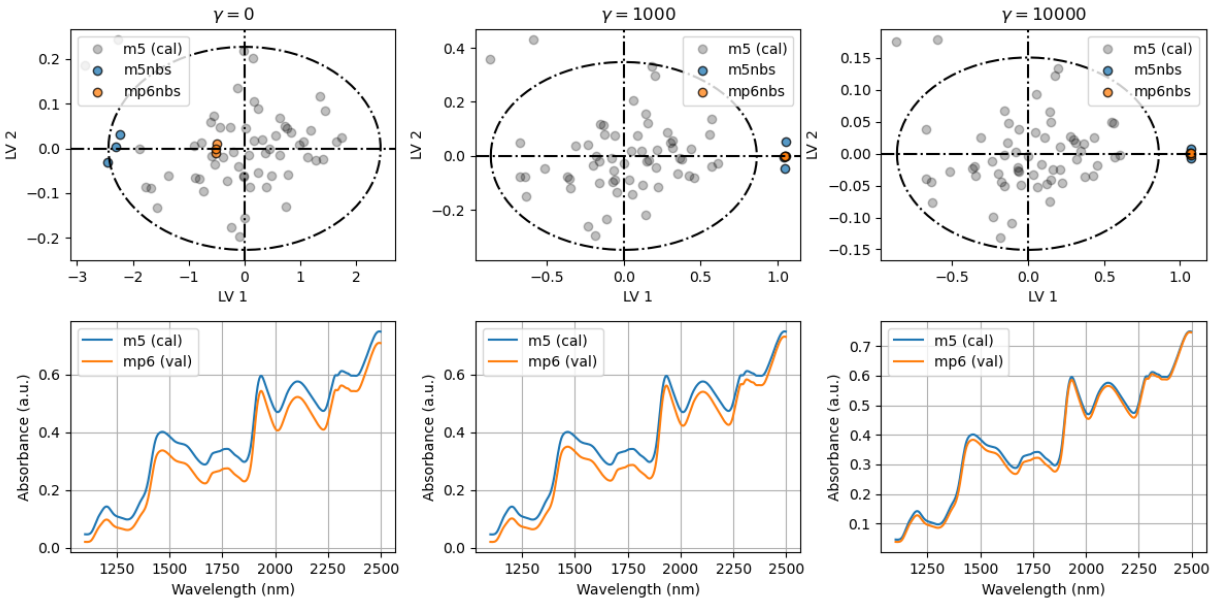 γ = 0
LV 2
0.2
0.1
0.0
−0.1
−0.2
m5 (cal)
m5nbs
mp6nbs
−3
−2
−1
0
1
2
LV 1
γ = 1000
LV 2
0.4
0.2
0.0
−0.2
m5 (cal)
m5nbs
mp6nbs
−0.5
0.0
0.5
1.0
LV 1
γ = 10000
LV 2
0.15
0.10
0.05
0.00
−0.05
−0.10
−0.15
m5 (cal)
m5nbs
mp6nbs
−0.5
0.0
0.5
1.0
LV 1
Absorbance (a.u.)
0.6
0.4
0.2
0.0
m5 (cal)
mp6 (val)
1250
1500
1750
2000
2250
2500
Wavelength (nm)
Absorbance (a.u.)
0.6
0.4
0.2
0.0
m5 (cal)
mp6 (val)
1250
1500
1750
2000
2250
2500
Wavelength (nm)
Absorbance (a.u.)
0.7
0.6
0.5
0.4
0.3
0.2
0.1
m5 (cal)
mp6 (val)
1250
1500
1750
2000
2250
2500
Wavelength (nm)